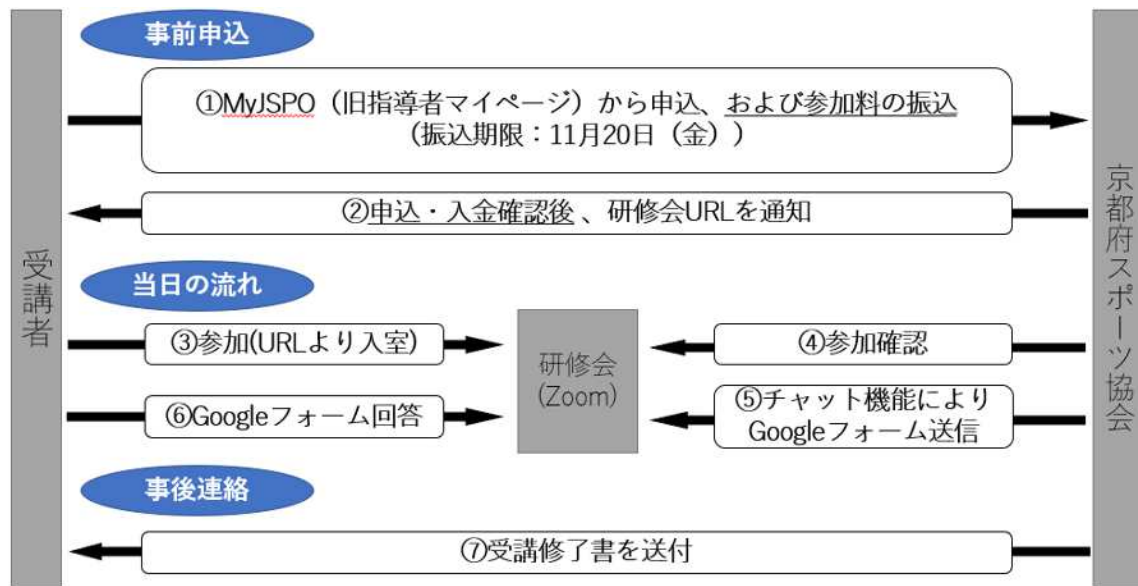 事前申込
①MyJSPO（旧指導者マイページ）から申込、および参加料の振込
（振込期限：11月20日（金））
②申込・入金確認後、研修会URLを通知
受講者
京都府スポーツ協会
当日の流れ
③参加(URLより入室)
研修会
(Zoom)
④参加確認
⑥Googleフォーム回答
⑤チャット機能により
Googleフォーム送信
事後連絡
⑦受講修了書を送付